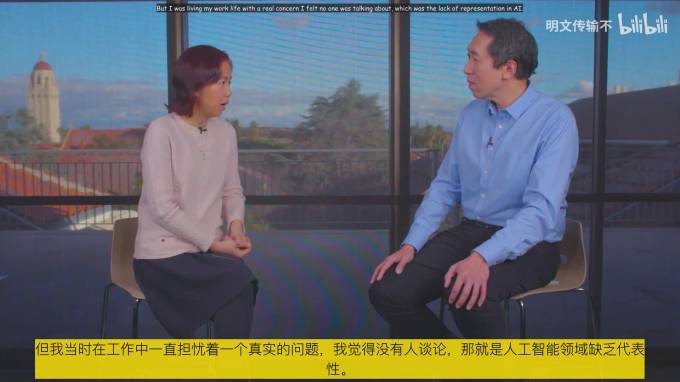 But I was living my work life with a real concern I felt no one was talking about, which was the lack of representation in AI.
明文传输不 bilibili
但我当时在工作中一直担忧着一个真实的问题，我觉得没有人谈论，那就是人工智能领域缺乏代表
性。